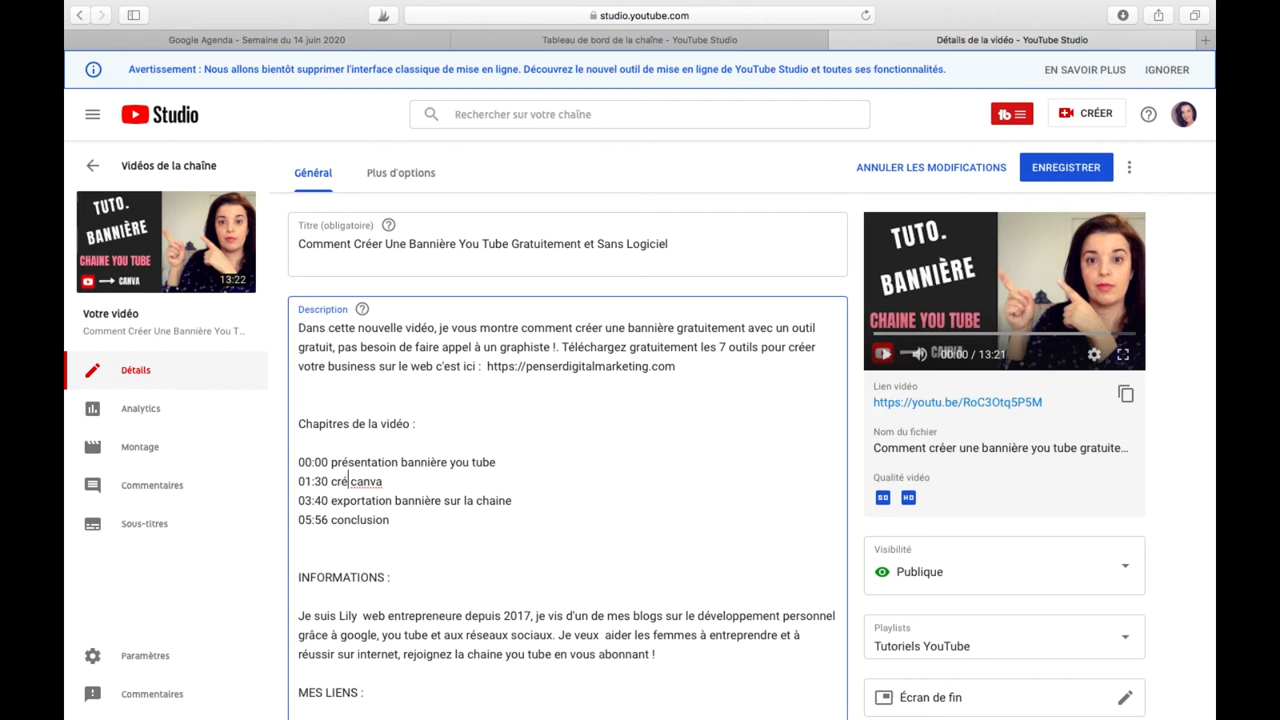 studio.youtube.com
Google Agenda - Semaine du 14 juin 2020
Tableau de bord de la chaîne - YouTube Studio
Détails de la vidéo - YouTube Studio
Avertissement : Nous allons bientôt supprimer l'interface classique de mise en ligne. Découvrez le nouvel outil de mise en ligne de YouTube Studio et toutes ses fonctionnalités.
EN SAVOIR PLUS
IGNORER
Studio
Rechercher sur votre chaîne
tb
CRÉER
Vidéos de la chaîne
Général
Plus d'options
ANNULER LES MODIFICATIONS
ENREGISTRER
TUTO.
BANNIÈRE
CHAINE YOU TUBE
CANVA
13:22
Votre vidéo
Comment Créer Une Bannière You T...
Détails
Analytics
Montage
Commentaires
Sous-titres
Paramètres
Commentaires
Titre (obligatoire)
Comment Créer Une Bannière You Tube Gratuitement et Sans Logiciel
Description
Dans cette nouvelle vidéo, je vous montre comment créer une bannière gratuitement avec un outil
gratuit, pas besoin de faire appel à un graphiste !. Téléchargez gratuitement les 7 outils pour créer
votre business sur le web c'est ici : https://penserdigitalmarketing.com
Chapitres de la vidéo :
00:00 présentation bannière you tube
01:30 cré canva
03:40 exportation bannière sur la chaine
05:56 conclusion
INFORMATIONS :
Je suis Lily web entrepreneure depuis 2017, je vis d'un de mes blogs sur le développement personnel
grâce à google, you tube et aux réseaux sociaux. Je veux aider les femmes à entreprendre et à
réussir sur internet, rejoignez la chaine you tube en vous abonnant !
MES LIENS :
TUTO.
BANNIÈRE
CHAINE YOU TUBE
CANVA
00:00 / 13:21
Lien vidéo
https://youtu.be/RoC3Otq5P5M
Nom du fichier
Comment créer une bannière you tube gratuite...
Qualité vidéo
SD
HD
Visibilité
Publique
Playlists
Tutoriels YouTube
Écran de fin